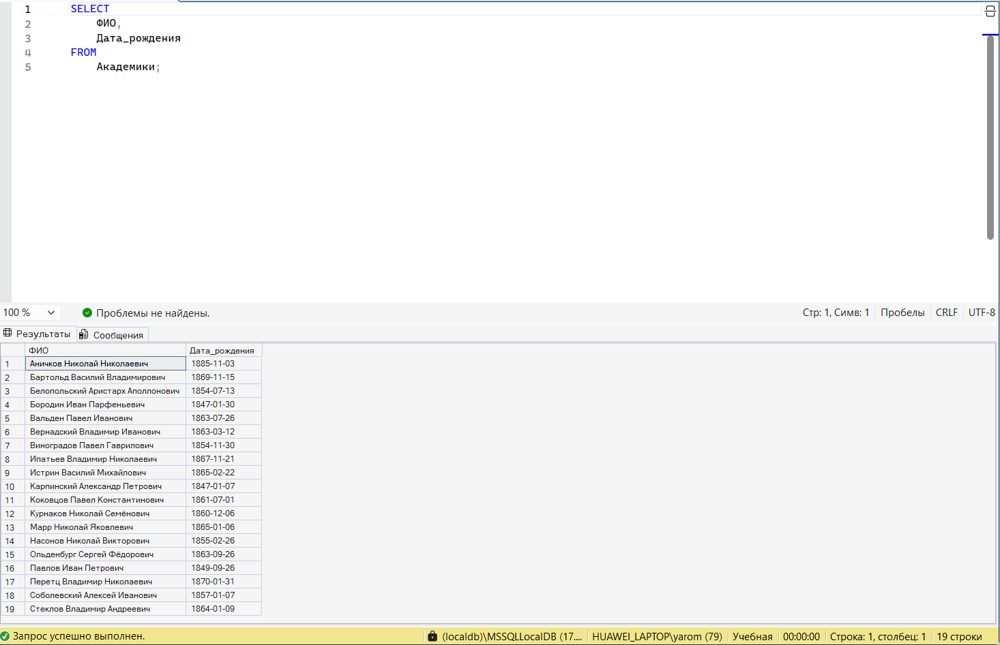 1 SELECT
2 ФИО,
3 Дата_рождения
4 FROM
5 Академики;
100 % Проблемы не найдены. Стр: 1, Симв: 1 Пробелы CRLF UTF-8
Результаты Сообщения
ФИО Дата_рождения
1 Аничков Николай Николаевич 1885-11-03
2 Бартольд Василий Владимирович 1869-11-15
3 Белопольский Аристарх Аполлонович 1854-07-13
4 Бородин Иван Парфеньевич 1847-01-30
5 Вальден Павел Иванович 1863-07-26
6 Вернадский Владимир Иванович 1863-03-12
7 Виноградов Павел Гаврилович 1854-11-30
8 Ипатьев Владимир Николаевич 1867-11-21
9 Истрин Василий Михайлович 1865-02-22
10 Карпинский Александр Петрович 1847-01-07
11 Коковцов Павел Константинович 1861-07-01
12 Курнаков Николай Семёнович 1860-12-06
13 Марр Николай Яковлевич 1865-01-06
14 Насонов Николай Викторович 1855-02-26
15 Ольденбург Сергей Фёдорович 1863-09-26
16 Павлов Иван Петрович 1849-09-26
17 Перетц Владимир Николаевич 1870-01-31
18 Соболевский Алексей Иванович 1857-01-07
19 Стеклов Владимир Андреевич 1864-01-09
Запрос успешно выполнен. (localdb)\MSSQLLocalDB (17.... HUAWEI_LAPTOP\yarom (79) Учебная 00:00:00 Строка: 1, столбец: 1 19 строки